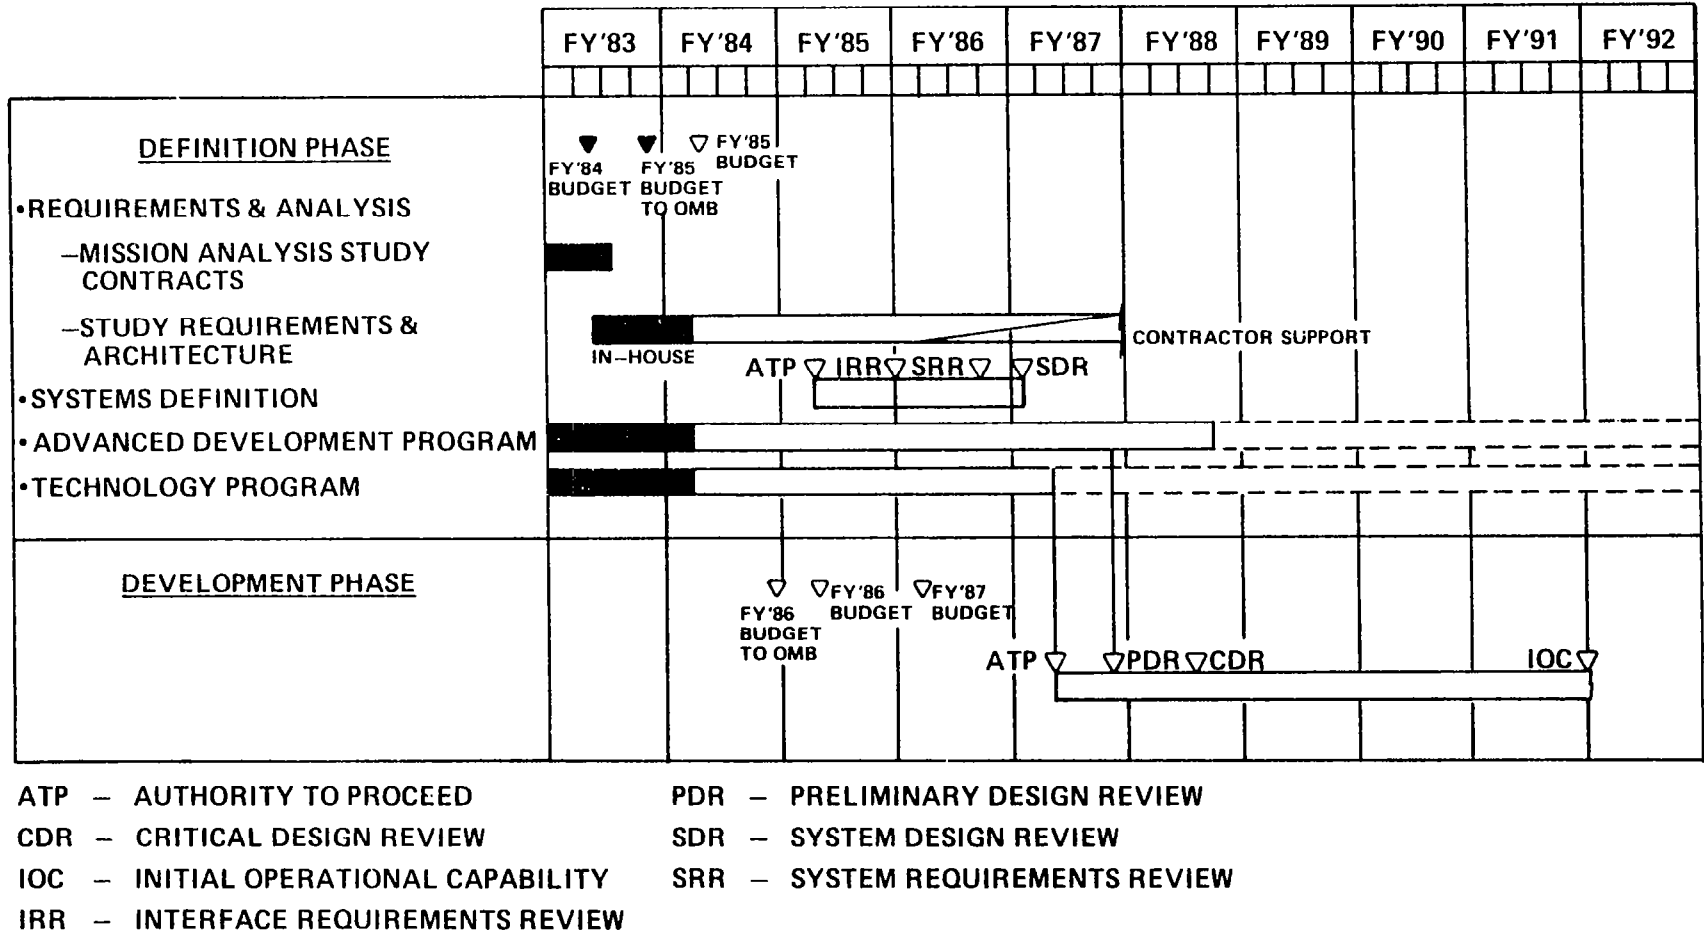 FY'83 FY'84 FY'85 FY'86 FY'87 FY'88 FY'89 FY'90 FY'91 FY'92
DEFINITION PHASE
FY'84
BUDGET
FY'85
BUDGET
TO OMB
FY'85
BUDGET
•REQUIREMENTS & ANALYSIS
–MISSION ANALYSIS STUDY
CONTRACTS
–STUDY REQUIREMENTS &
ARCHITECTURE
IN–HOUSE
CONTRACTOR SUPPORT
ATP IRR SRR SDR
•SYSTEMS DEFINITION
•ADVANCED DEVELOPMENT PROGRAM
•TECHNOLOGY PROGRAM
DEVELOPMENT PHASE
FY'86
BUDGET
TO OMB
FY'86
BUDGET
FY'87
BUDGET
ATP PDR CDR IOC
ATP – AUTHORITY TO PROCEED
CDR – CRITICAL DESIGN REVIEW
IOC – INITIAL OPERATIONAL CAPABILITY
IRR – INTERFACE REQUIREMENTS REVIEW
PDR – PRELIMINARY DESIGN REVIEW
SDR – SYSTEM DESIGN REVIEW
SRR – SYSTEM REQUIREMENTS REVIEW